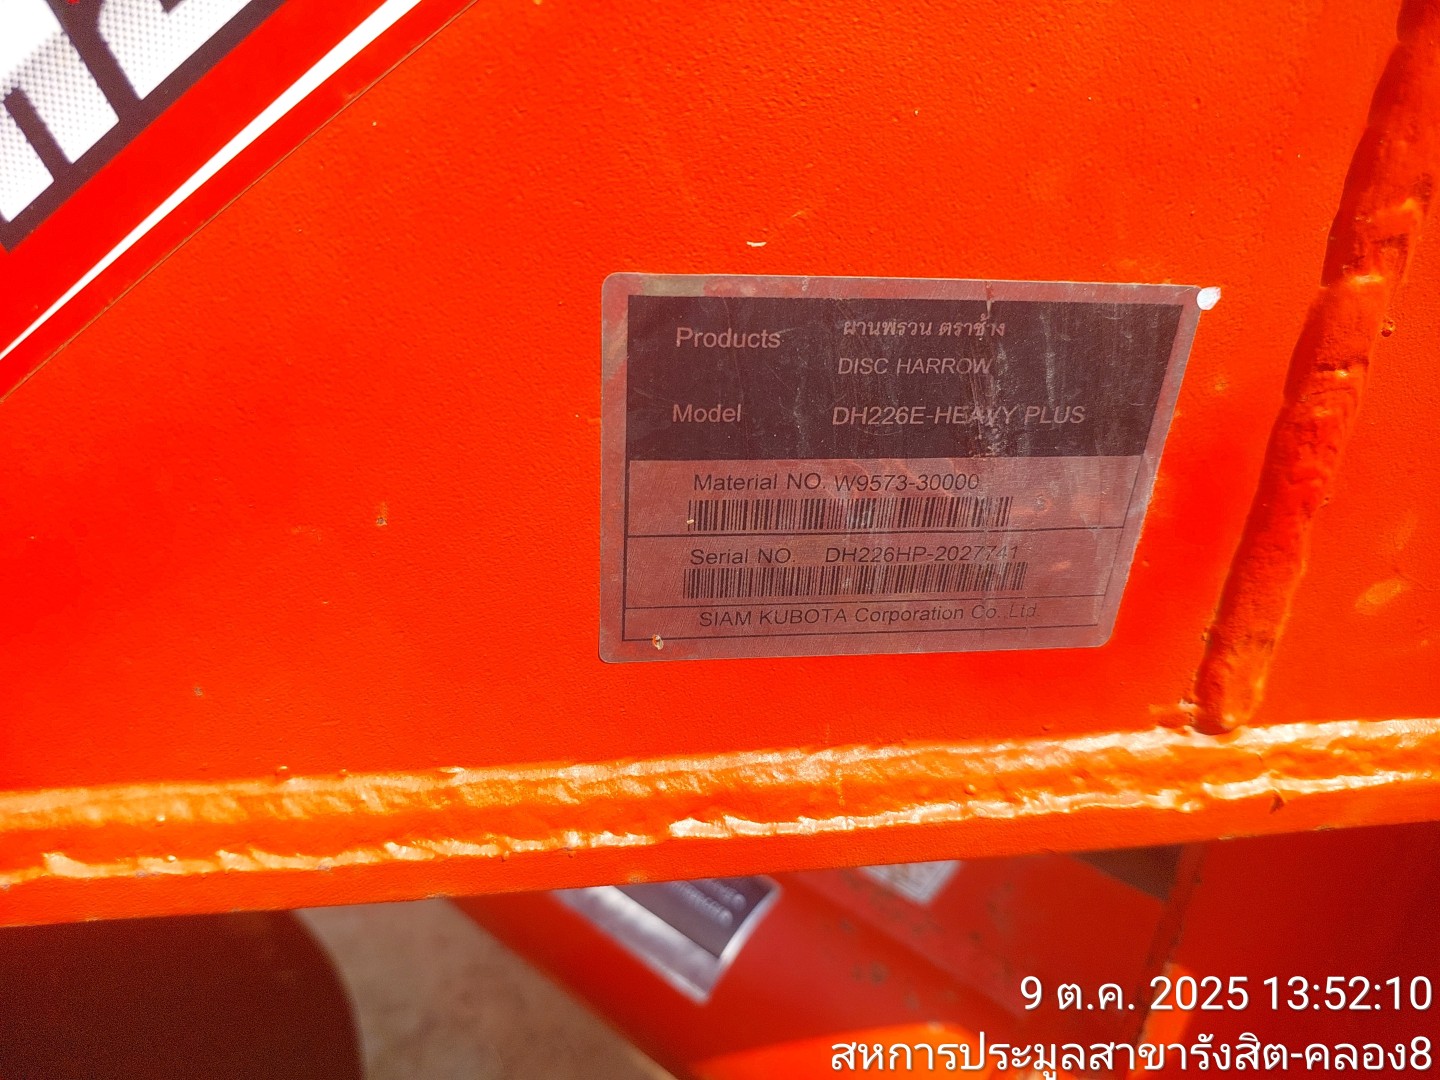 Products ผานพรวน ตราช้าง
DISC HARROW
Model DH226E-HEAVY PLUS
Material NO. W9573-30000
Serial NO. DH226HP-2027741
SIAM KUBOTA Corporation Co.,Ltd.
9 ต.ค. 2025 13:52:10
สหการประมูลสาขารังสิต-คลอง8